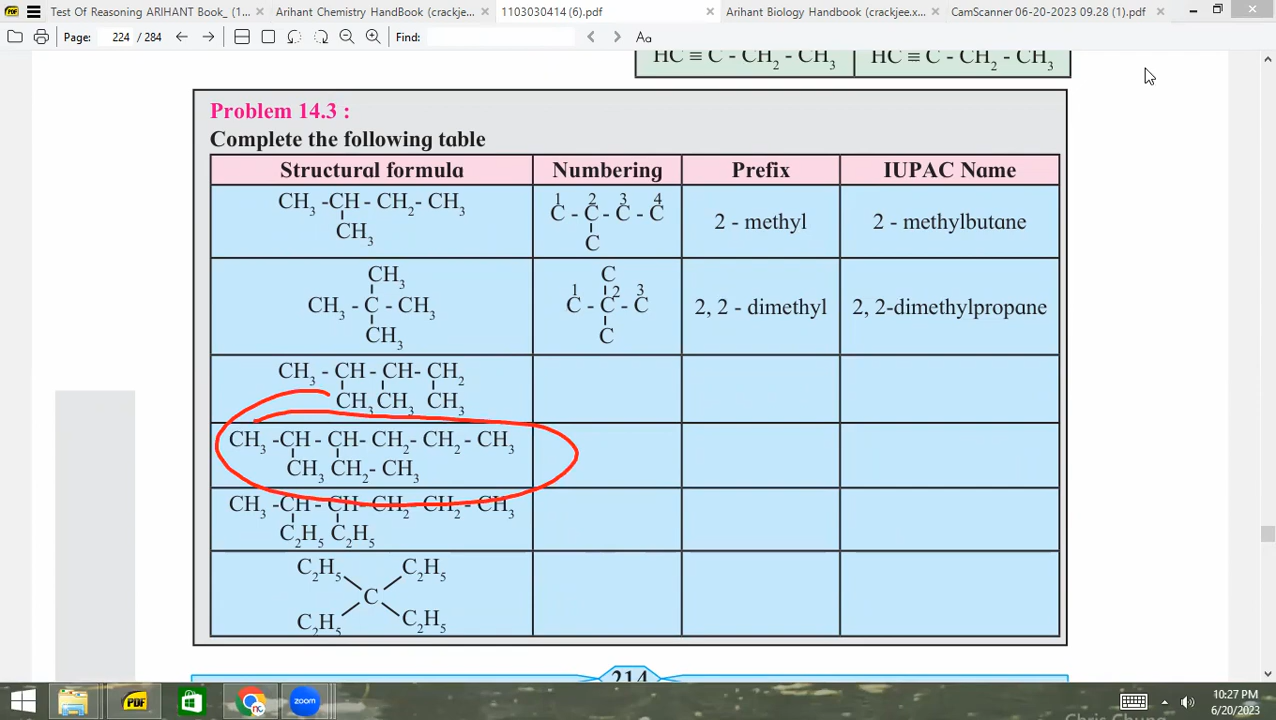 Test Of Reasoning ARIHANT Book_ (1... × Arihant Chemistry HandBook (crackjee... × 1103030414 (6).pdf × Arihant Biology Handbook (crackjee.x... × CamScanner 06-20-2023 09.28 (1).pdf ×
Page: 224 / 284 Find: Aa
HC ≡ C - CH₂ - CH₃ HC ≡ C - CH₂ - CH₃
Problem 14.3 :
Complete the following table
Structural formula Numbering Prefix IUPAC Name
CH₃ -CH - CH₂- CH₃
CH₃
1 2 3 4
C - C - C - C
C
2 - methyl
2 - methylbutane
CH₃
CH₃ - C - CH₃
CH₃
C
1 2 3
C - C - C
C
2, 2 - dimethyl
2, 2-dimethylpropane
CH₃ - CH - CH- CH₂
CH₃ CH₃ CH₃
CH₃ -CH - CH- CH₂- CH₂ - CH₃
CH₃ CH₂- CH₃
CH₃ -CH - CH- CH₂ - CH₂ - CH₃
C₂H₅ C₂H₅
C₂H₅ C₂H₅
C
C₂H₅ C₂H₅
214
PDF zoom
10:27 PM
6/20/2023